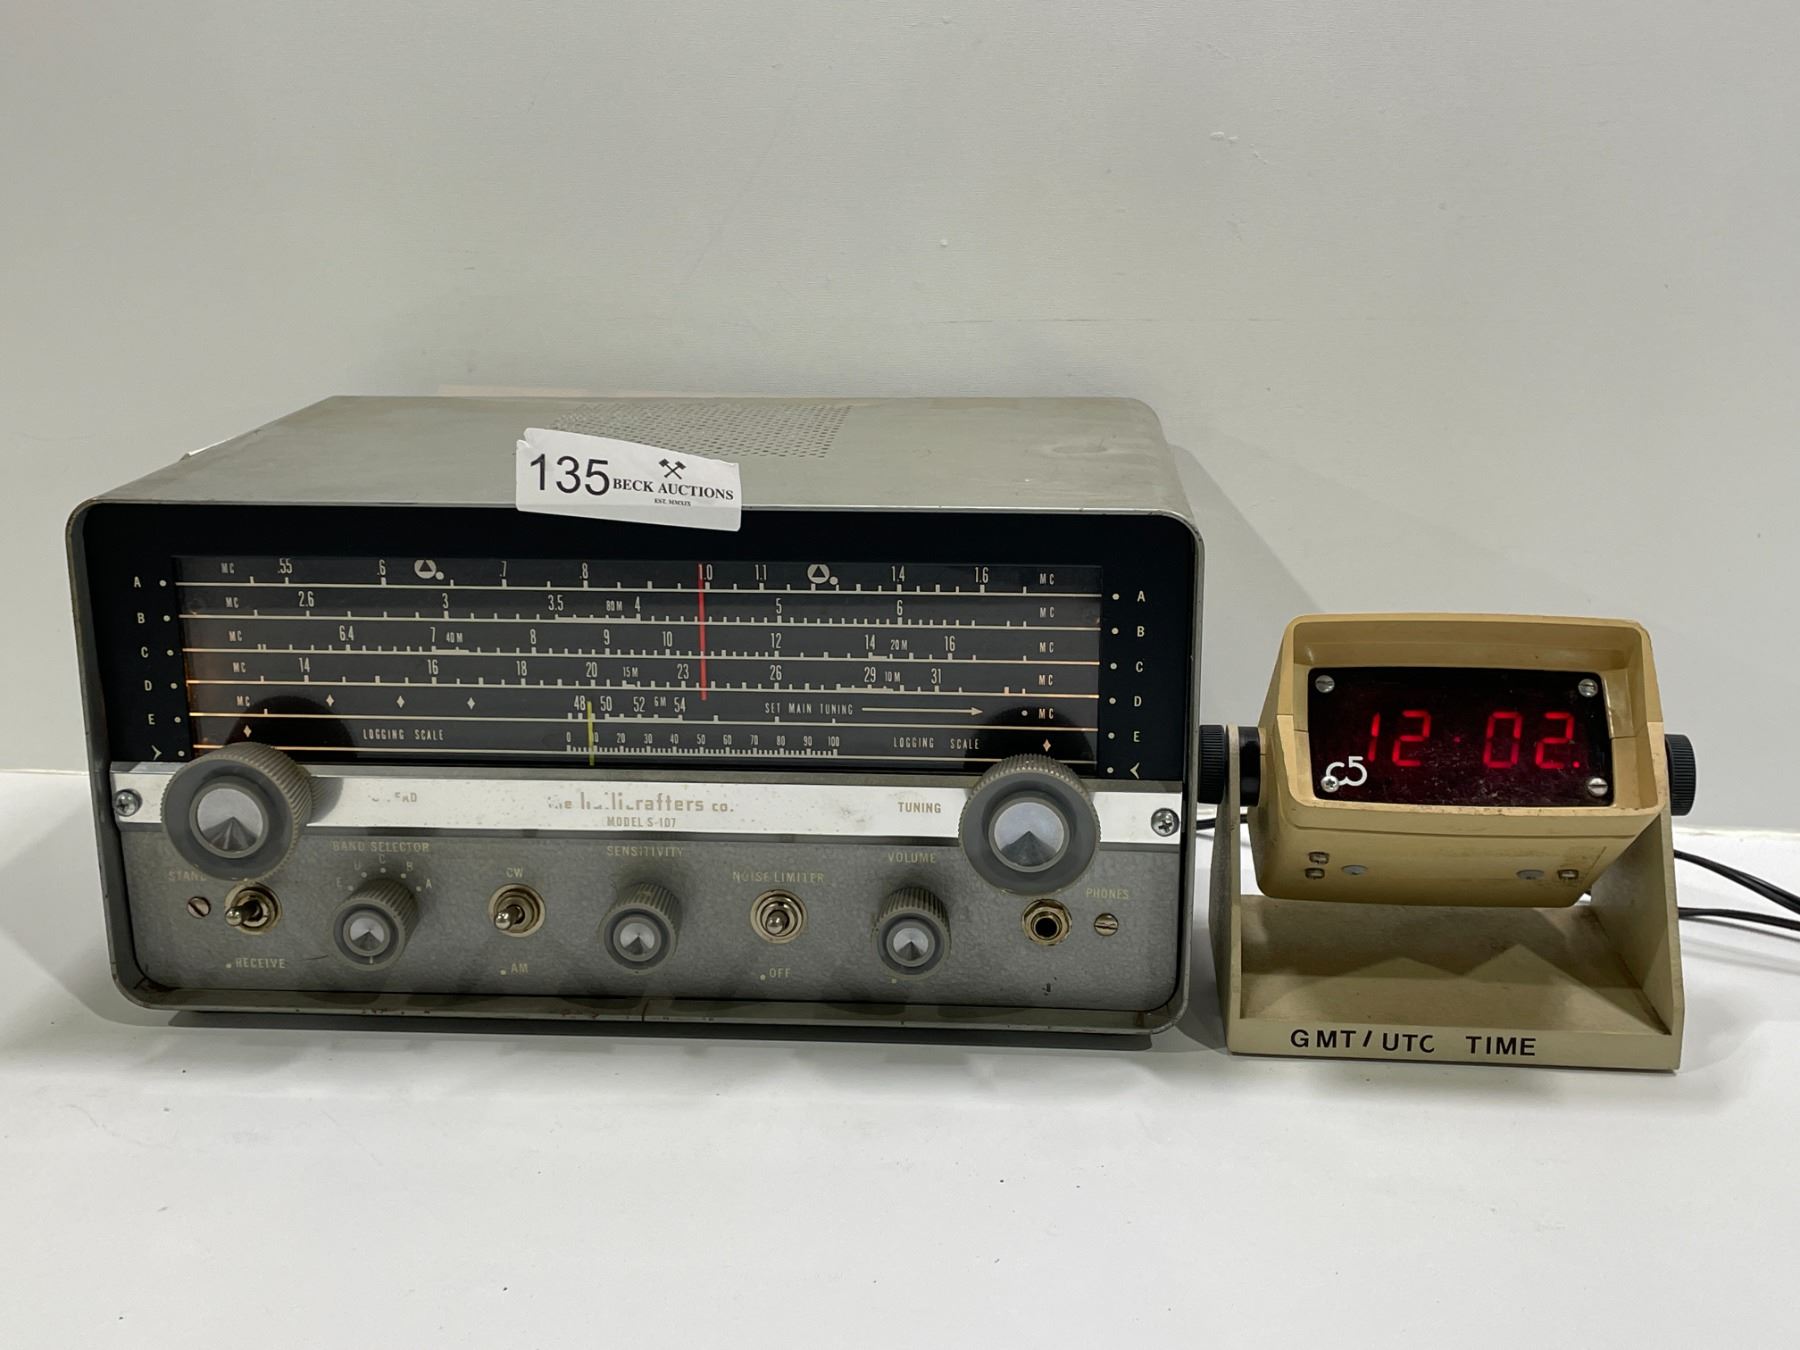 135 BECK AUCTIONS
EST. MMXIX
A MC .55 .6 .7 .8 1.0 1.1 1.4 1.6 MC A
B MC 2.6 3 3.5 80M 4 5 6 MC B
C MC 6.4 7 40M 8 9 10 12 14 20M 16 MC C
D MC 14 16 18 20 15M 23 26 29 10M 31 MC D
E MC 48 50 52 6M 54 SET MAIN TUNING MC E
LOGGING SCALE 0 10 20 30 40 50 60 70 80 90 100 LOGGING SCALE
crafters co. TUNING
MODEL S-107
BAND SELECTOR SENSITIVITY VOLUME
E C B A CW NOISE LIMITER PHONES
RECEIVE AM OFF
12 02.
c5
GMT/UTC TIME